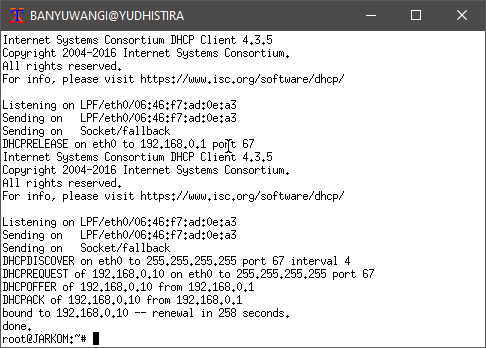 BANYUWANGI@YUDHISTIRA
Internet Systems Consortium DHCP Client 4.3.5
Copyright 2004-2016 Internet Systems Consortium.
All rights reserved.
For info, please visit https://www.isc.org/software/dhcp/
Listening on LPF/eth0/06:46:f7:ad:0e:a3
Sending on   LPF/eth0/06:46:f7:ad:0e:a3
Sending on   Socket/fallback
DHCPRELEASE on eth0 to 192.168.0.1 port 67
Internet Systems Consortium DHCP Client 4.3.5
Copyright 2004-2016 Internet Systems Consortium.
All rights reserved.
For info, please visit https://www.isc.org/software/dhcp/
Listening on LPF/eth0/06:46:f7:ad:0e:a3
Sending on   LPF/eth0/06:46:f7:ad:0e:a3
Sending on   Socket/fallback
DHCPDISCOVER on eth0 to 255.255.255.255 port 67 interval 4
DHCPREQUEST of 192.168.0.10 on eth0 to 255.255.255.255 port 67
DHCPOFFER of 192.168.0.10 from 192.168.0.1
DHCPACK of 192.168.0.10 from 192.168.0.1
bound to 192.168.0.10 -- renewal in 258 seconds.
done.
root@JARKOM:~#